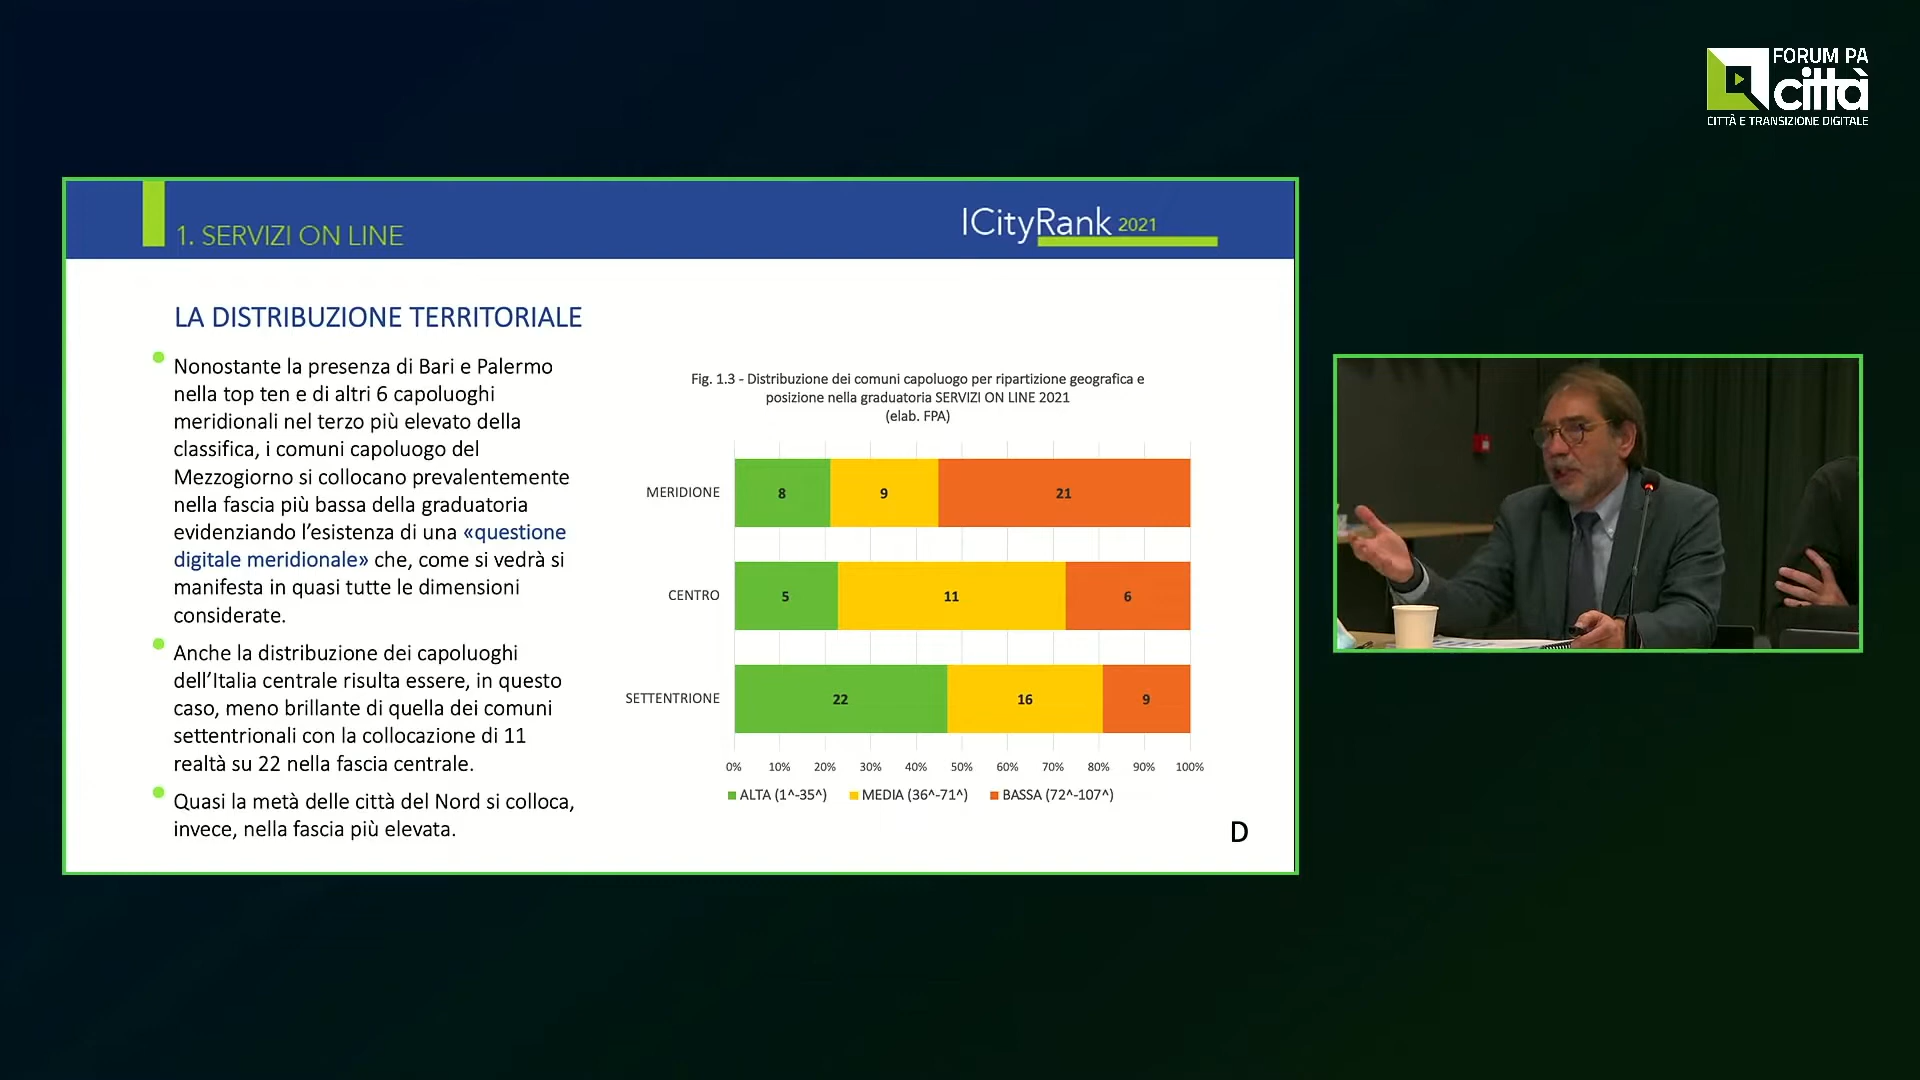 FORUM PA
città
CITTÀ E TRANSIZIONE DIGITALE
1. SERVIZI ON LINE
ICityRank 2021
LA DISTRIBUZIONE TERRITORIALE
Nonostante la presenza di Bari e Palermo
nella top ten e di altri 6 capoluoghi
meridionali nel terzo più elevato della
classifica, i comuni capoluogo del
Mezzogiorno si collocano prevalentemente
nella fascia più bassa della graduatoria
evidenziando l’esistenza di una «questione
digitale meridionale» che, come si vedrà si
manifesta in quasi tutte le dimensioni
considerate.
Anche la distribuzione dei capoluoghi
dell’Italia centrale risulta essere, in questo
caso, meno brillante di quella dei comuni
settentrionali con la collocazione di 11
realtà su 22 nella fascia centrale.
Quasi la metà delle città del Nord si colloca,
invece, nella fascia più elevata.
Fig. 1.3 - Distribuzione dei comuni capoluogo per ripartizione geografica e
posizione nella graduatoria SERVIZI ON LINE 2021
(elab. FPA)
MERIDIONE 8 9 21
CENTRO 5 11 6
SETTENTRIONE 22 16 9
0% 10% 20% 30% 40% 50% 60% 70% 80% 90% 100%
ALTA (1^-35^) MEDIA (36^-71^) BASSA (72^-107^)
D